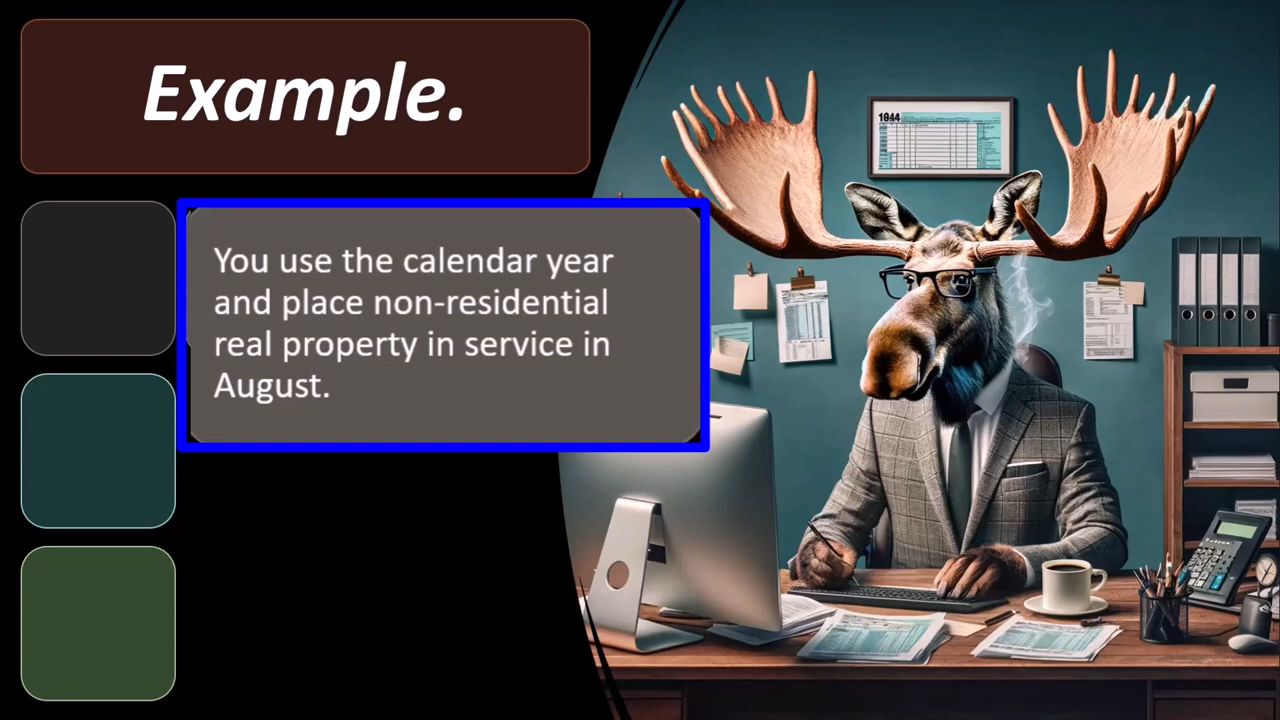 Example.
You use the calendar year
and place non-residential
real property in service in
August.
1044